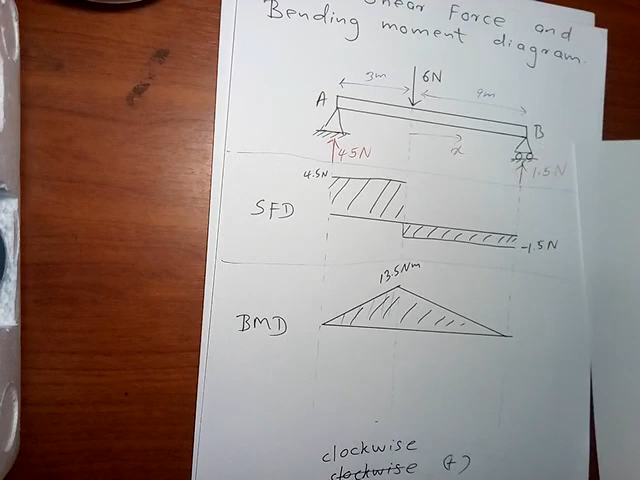 Shear Force and
Bending moment diagram.
3m
6N
9m
A
B
x
4.5N
1.5N
4.5N
SFD
-1.5N
13.5Nm
BMD
clockwise
clockwise (+)